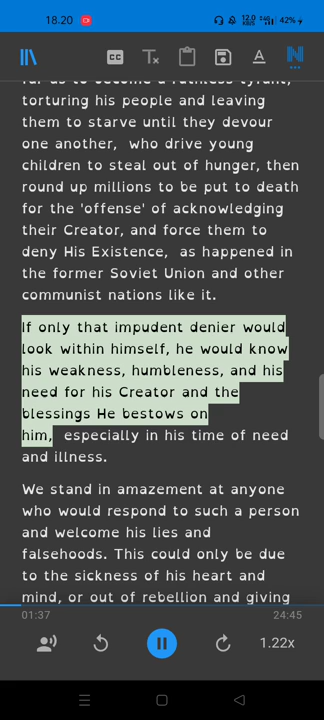 18.20
12.0 KB/S
42%
CC
far as to become a ruthless tyrant,
torturing his people and leaving
them to starve until they devour
one another, who drive young
children to steal out of hunger, then
round up millions to be put to death
for the 'offense' of acknowledging
their Creator, and force them to
deny His Existence, as happened in
the former Soviet Union and other
communist nations like it.
If only that impudent denier would
look within himself, he would know
his weakness, humbleness, and his
need for his Creator and the
blessings He bestows on
him, especially in his time of need
and illness.
We stand in amazement at anyone
who would respond to such a person
and welcome his lies and
falsehoods. This could only be due
to the sickness of his heart and
mind, or out of rebellion and giving
01:37
24:45
1.22x